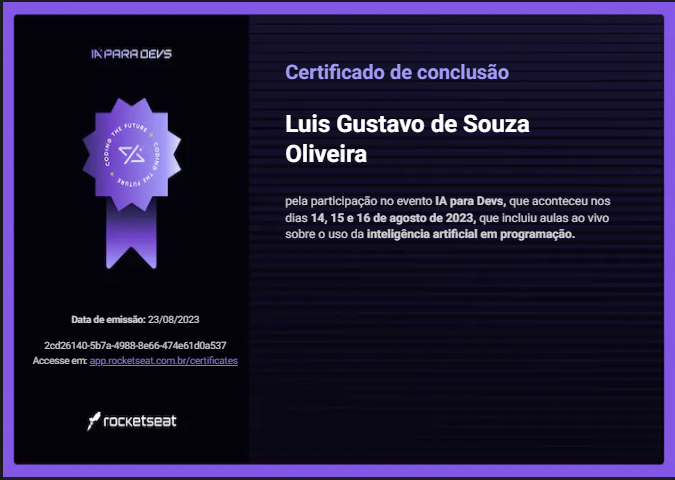 IA PARA DEVS
CODING THE FUTURE • CODING THE FUTURE •
Data de emissão: 23/08/2023
2cd26140-5b7a-4988-8e66-474e61d0a537
Accesse em: app.rocketseat.com.br/certificates
rocketseat
Certificado de conclusão
Luis Gustavo de Souza
Oliveira
pela participação no evento IA para Devs, que aconteceu nos
dias 14, 15 e 16 de agosto de 2023, que incluiu aulas ao vivo
sobre o uso da inteligência artificial em programação.